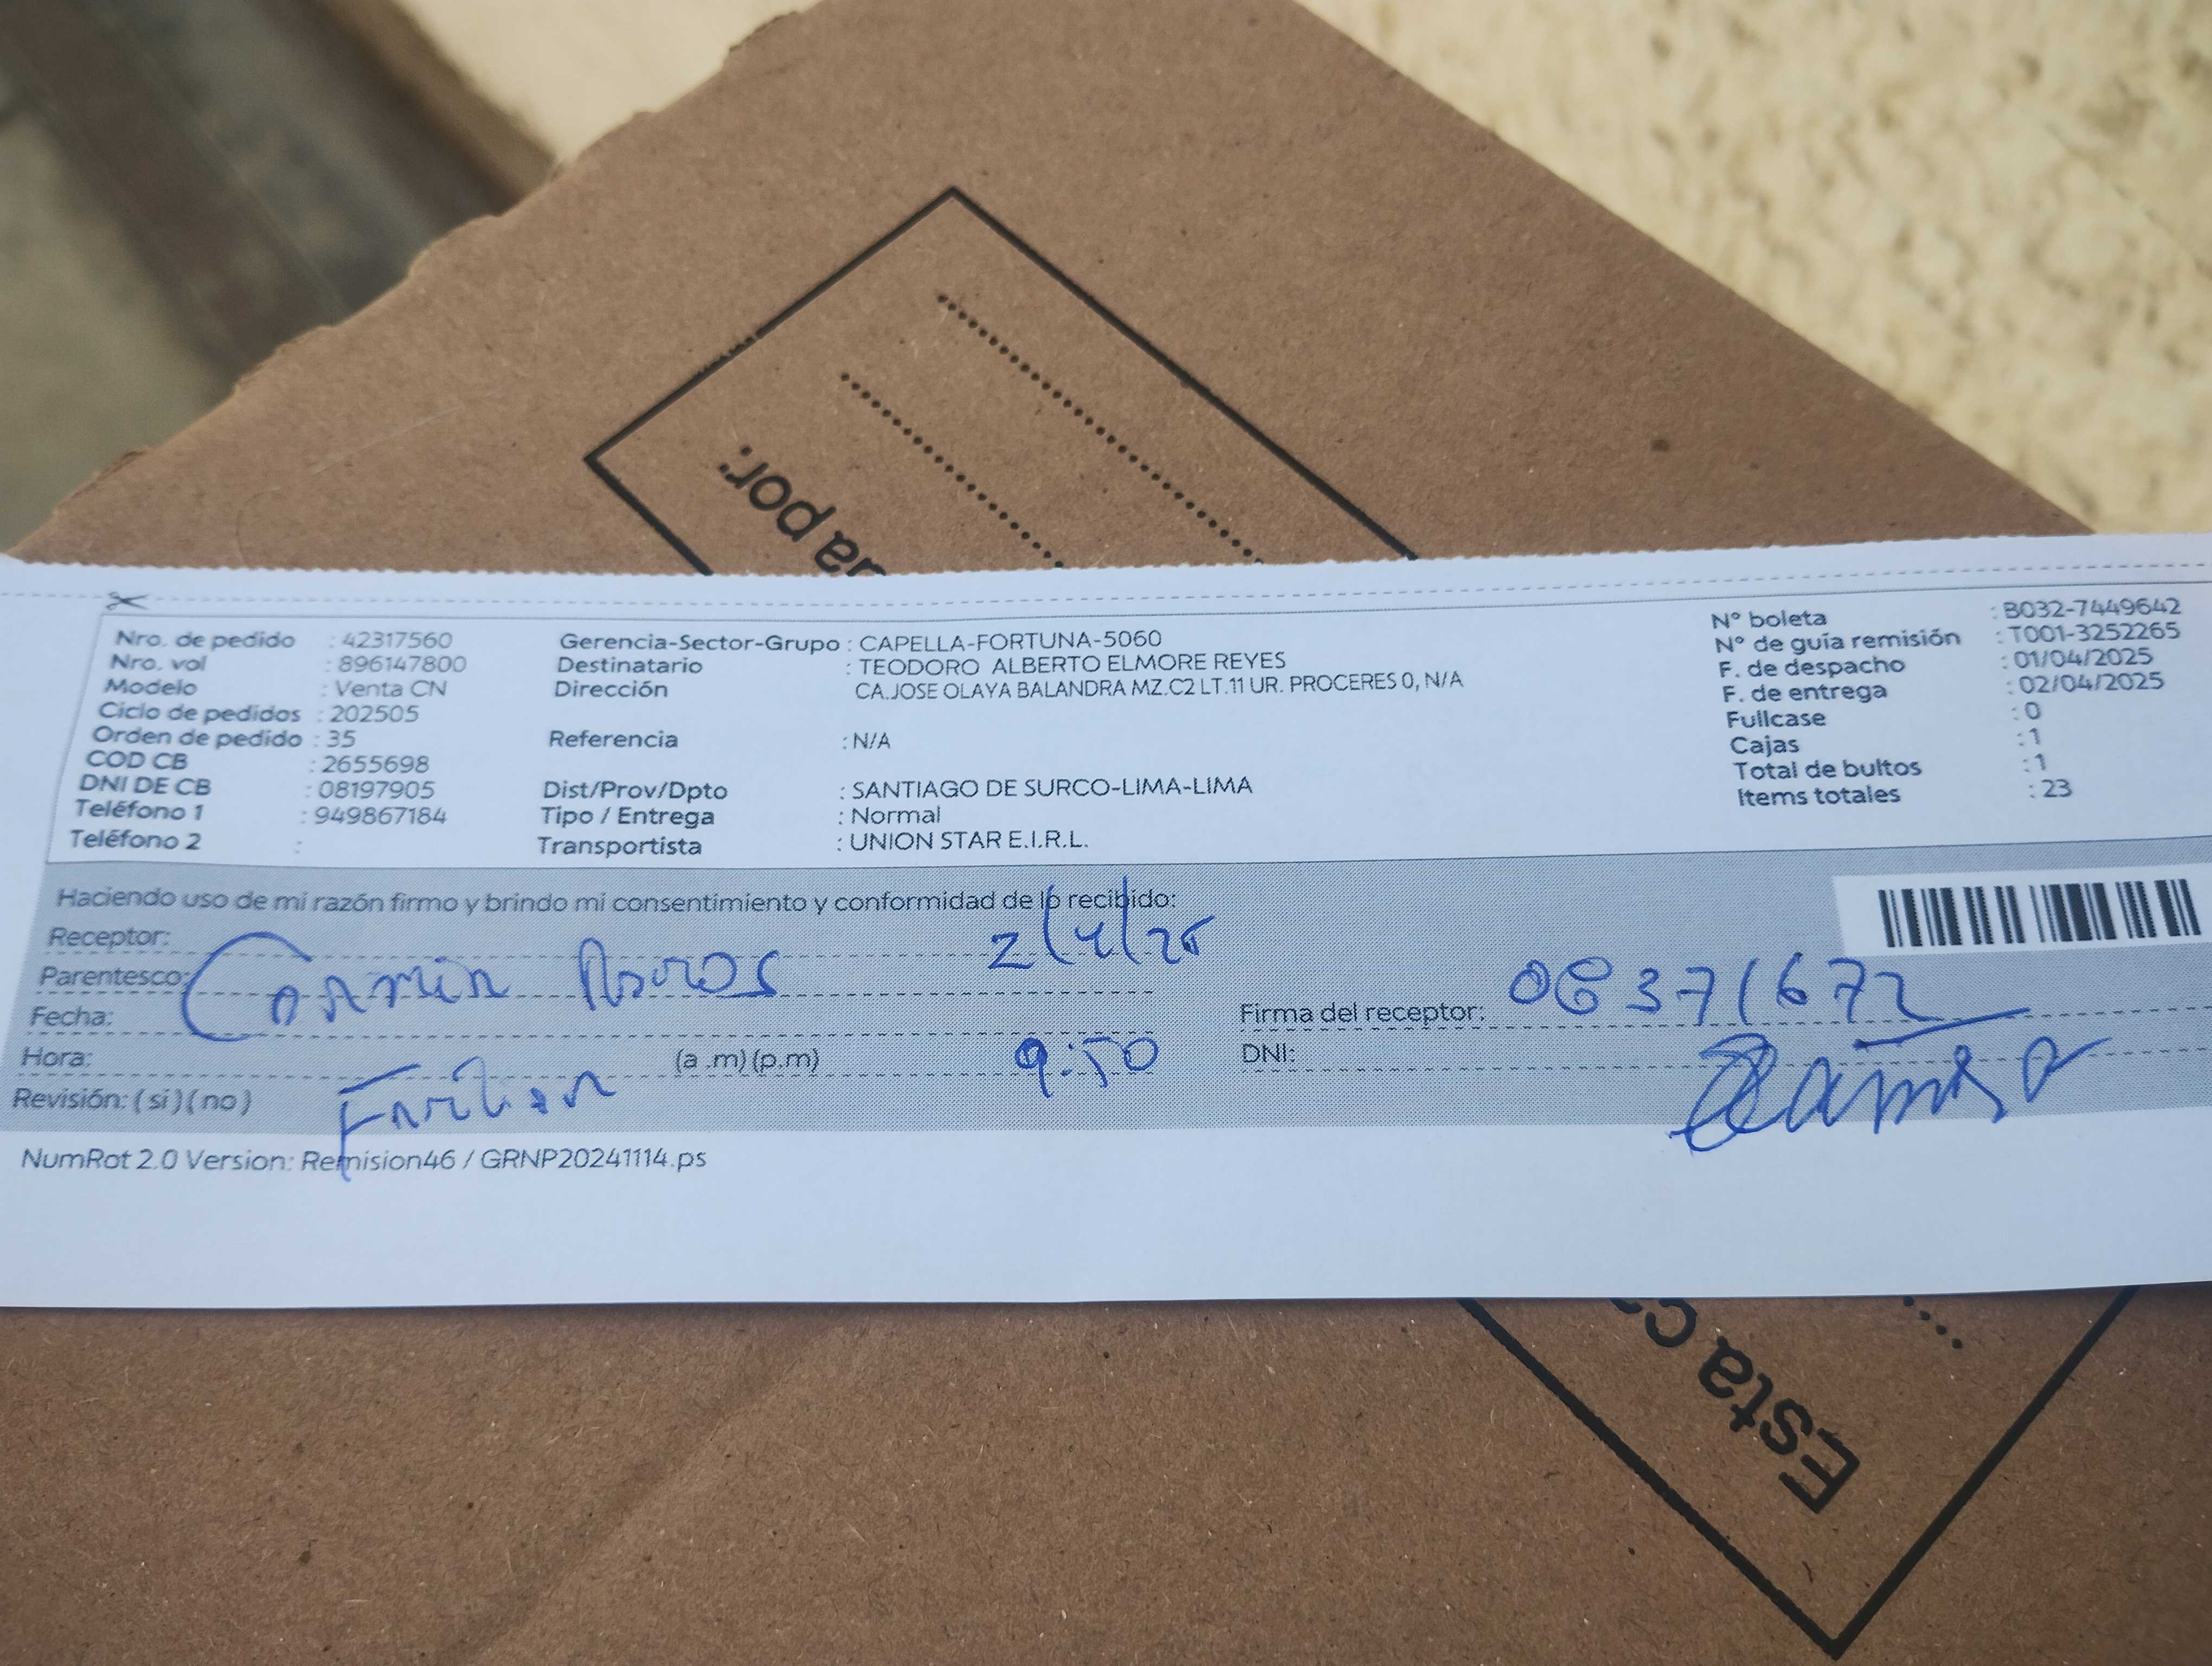 na por:
Nro. de pedido : 42317560 Gerencia-Sector-Grupo : CAPELLA-FORTUNA-5060 N° boleta : B032-7449642
Nro. vol : 896147800 Destinatario : TEODORO ALBERTO ELMORE REYES N° de guía remisión : T001-3252265
Modelo : Venta CN Dirección CA.JOSE OLAYA BALANDRA MZ.C2 LT.11 UR. PROCERES 0, N/A F. de despacho : 01/04/2025
Ciclo de pedidos : 202505 F. de entrega : 02/04/2025
Orden de pedido : 35 Referencia : N/A Fullcase : 0
COD CB : 2655698 Cajas : 1
DNI DE CB : 08197905 Dist/Prov/Dpto : SANTIAGO DE SURCO-LIMA-LIMA Total de bultos : 1
Teléfono 1 : 949867184 Tipo / Entrega : Normal Items totales : 23
Teléfono 2 : Transportista : UNION STAR E.I.R.L.
Haciendo uso de mi razón firmo y brindo mi consentimiento y conformidad de lo recibido:
Receptor: 2/4/25
Parentesco:
Fecha: Firma del receptor:
Hora: (a .m) (p.m) 9:50 DNI:
Revisión: ( si ) ( no )
NumRot 2.0 Version: Remision46 / GRNP20241114.ps
Esta